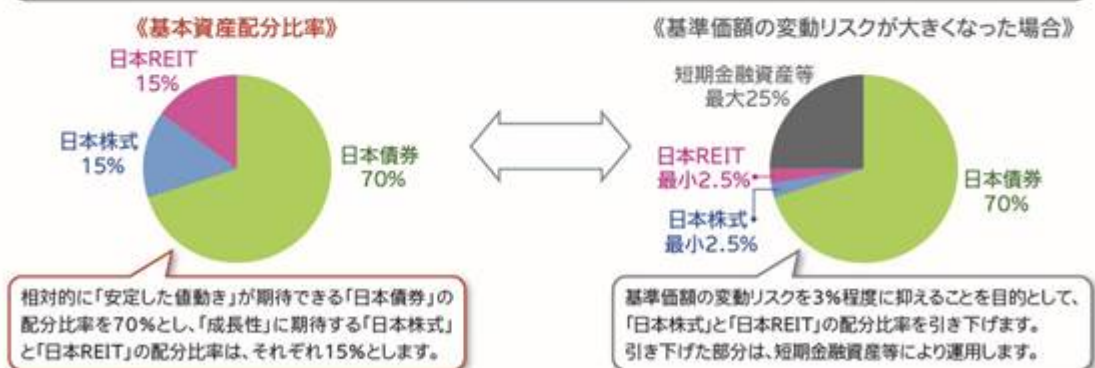 《基本資産配分比率》
日本REIT
15%
日本株式
15%
日本債券
70%
相対的に「安定した値動き」が期待できる「日本債券」の
配分比率を70%とし、「成長性」に期待する「日本株式」
と「日本REIT」の配分比率は、それぞれ15%とします。
《基準価額の変動リスクが大きくなった場合》
短期金融資産等
最大25%
日本REIT
最小2.5%
日本株式
最小2.5%
日本債券
70%
基準価額の変動リスクを3%程度に抑えることを目的として、
「日本株式」と「日本REIT」の配分比率を引き下げます。
引き下げた部分は、短期金融資産等により運用します。